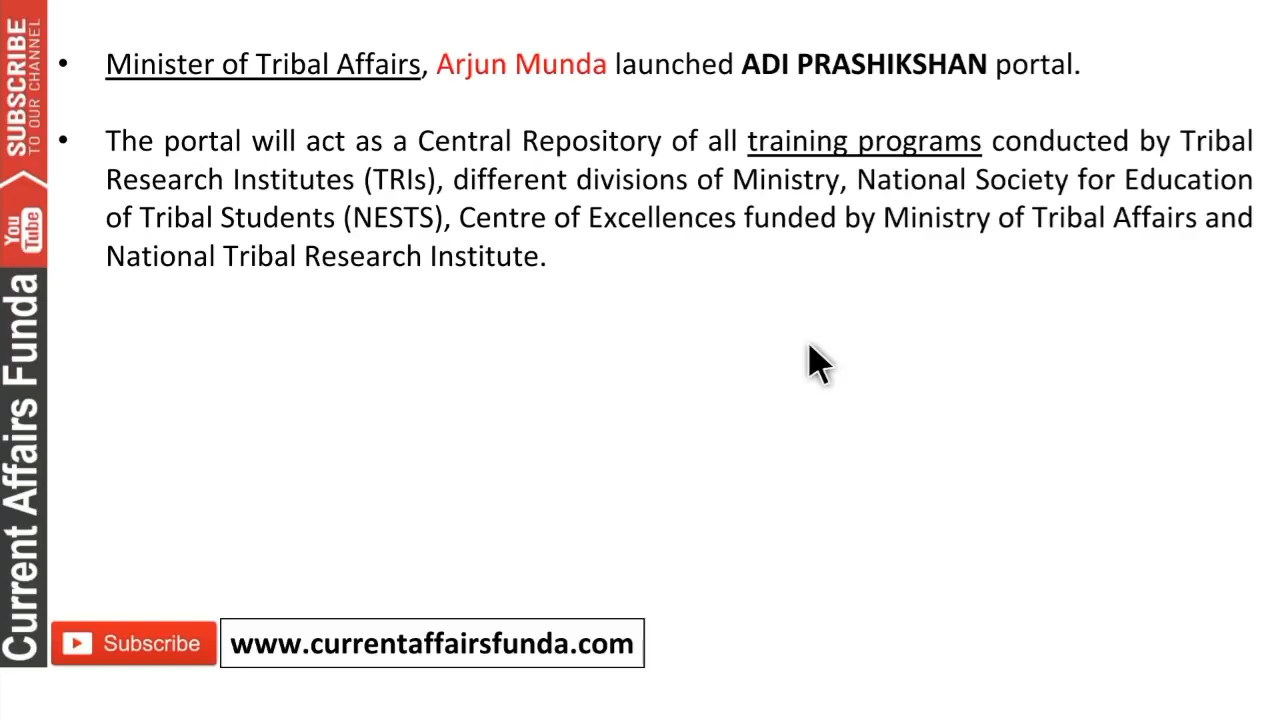 SUBSCRIBE
TO OUR CHANNEL
You
Tube
Current Affairs Funda
• Minister of Tribal Affairs, Arjun Munda launched ADI PRASHIKSHAN portal.
• The portal will act as a Central Repository of all training programs conducted by Tribal
Research Institutes (TRIs), different divisions of Ministry, National Society for Education
of Tribal Students (NESTS), Centre of Excellences funded by Ministry of Tribal Affairs and
National Tribal Research Institute.
Subscribe
www.currentaffairsfunda.com